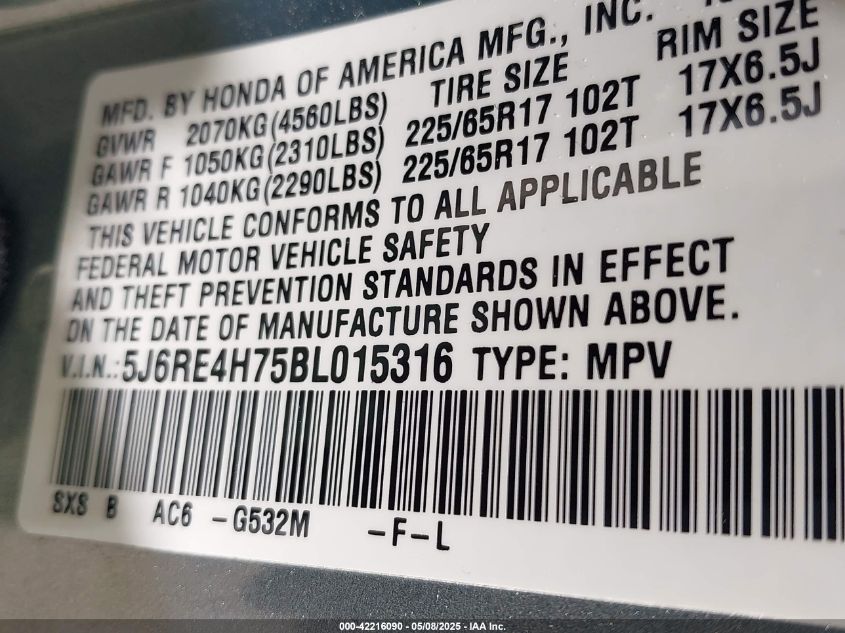 MFD. BY HONDA OF AMERICA MFG., INC.
GVWR 2070KG(4560LBS) TIRE SIZE RIM SIZE
GAWR F 1050KG(2310LBS) 225/65R17 102T 17X6.5J
GAWR R 1040KG(2290LBS) 225/65R17 102T 17X6.5J
THIS VEHICLE CONFORMS TO ALL APPLICABLE
FEDERAL MOTOR VEHICLE SAFETY
AND THEFT PREVENTION STANDARDS IN EFFECT
ON THE DATE OF MANUFACTURE SHOWN ABOVE.
V.I.N.:5J6RE4H75BL015316 TYPE: MPV
SXS B AC6 -G532M -F-L
000-42216090 - 05/08/2025 - IAA Inc.